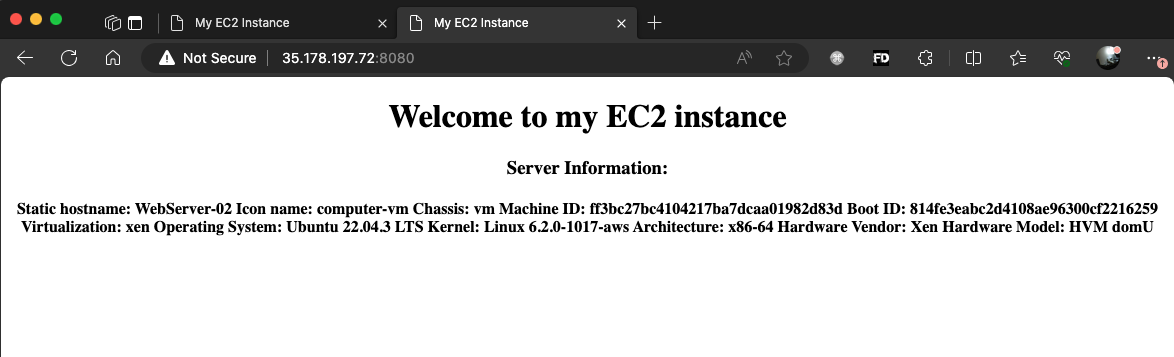 My EC2 Instance
My EC2 Instance
Not Secure
35.178.197.72:8080
A
FD
Welcome to my EC2 instance
Server Information:
Static hostname: WebServer-02 Icon name: computer-vm Chassis: vm Machine ID: ff3bc27bc4104217ba7dcaa01982d83d Boot ID: 814fe3eabc2d4108ae96300cf2216259
Virtualization: xen Operating System: Ubuntu 22.04.3 LTS Kernel: Linux 6.2.0-1017-aws Architecture: x86-64 Hardware Vendor: Xen Hardware Model: HVM domU